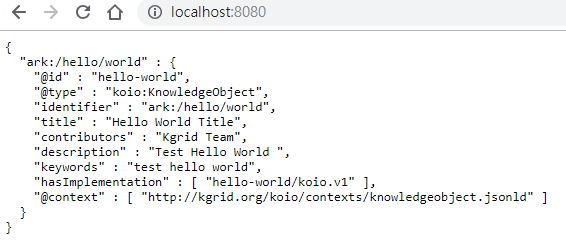 localhost:8080
{
  "ark:/hello/world" : {
    "@id" : "hello-world",
    "@type" : "koio:KnowledgeObject",
    "identifier" : "ark:/hello/world",
    "title" : "Hello World Title",
    "contributors" : "Kgrid Team",
    "description" : "Test Hello World ",
    "keywords" : "test hello world",
    "hasImplementation" : [ "hello-world/koio.v1" ],
    "@context" : [ "http://kgrid.org/koio/contexts/knowledgeobject.jsonld" ]
  }
}